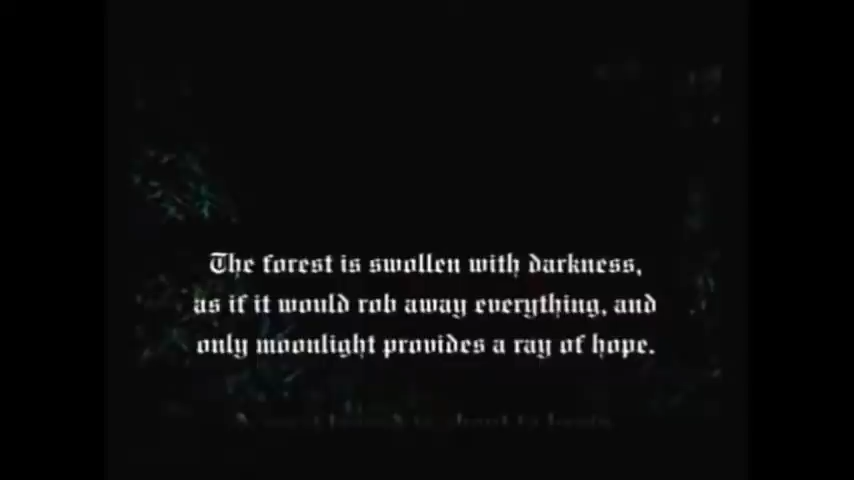 The forest is swollen with darkness,
as if it would rob away everything, and
only moonlight provides a ray of hope.